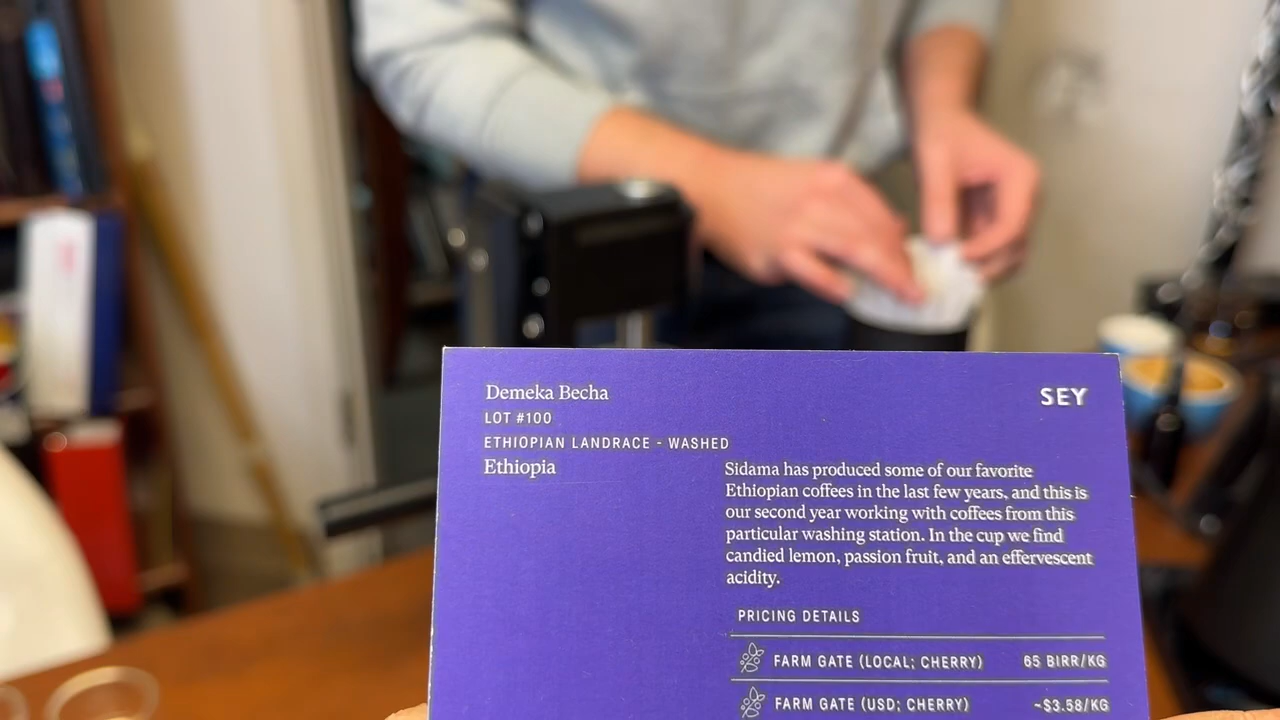 Demeka Becha
SEY
LOT #100
ETHIOPIAN LANDRACE - WASHED
Ethiopia
Sidama has produced some of our favorite
Ethiopian coffees in the last few years, and this is
our second year working with coffees from this
particular washing station. In the cup we find
candied lemon, passion fruit, and an effervescent
acidity.
PRICING DETAILS
FARM GATE (LOCAL; CHERRY) 65 BIRR/KG
FARM GATE (USD; CHERRY) ~$3.58/KG